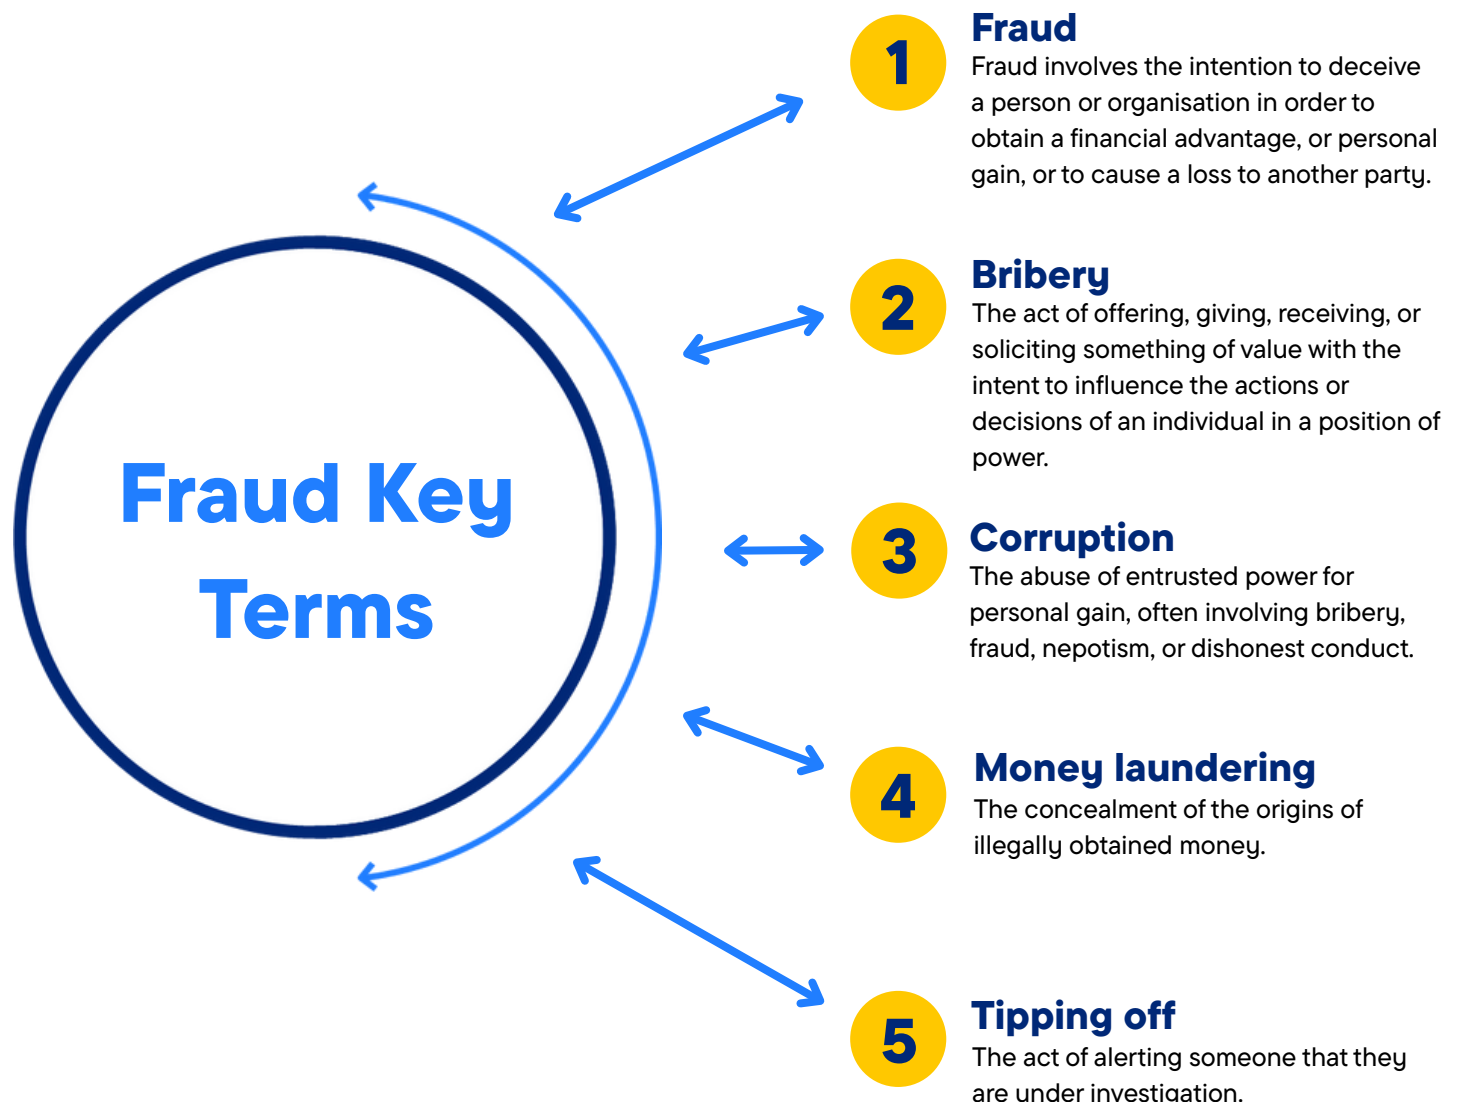 Fraud Key
Terms
1
Fraud
Fraud involves the intention to deceive
a person or organisation in order to
obtain a financial advantage, or personal
gain, or to cause a loss to another party.
2
Bribery
The act of offering, giving, receiving, or
soliciting something of value with the
intent to influence the actions or
decisions of an individual in a position of
power.
3
Corruption
The abuse of entrusted power for
personal gain, often involving bribery,
fraud, nepotism, or dishonest conduct.
4
Money laundering
The concealment of the origins of
illegally obtained money.
5
Tipping off
The act of alerting someone that they
are under investigation.